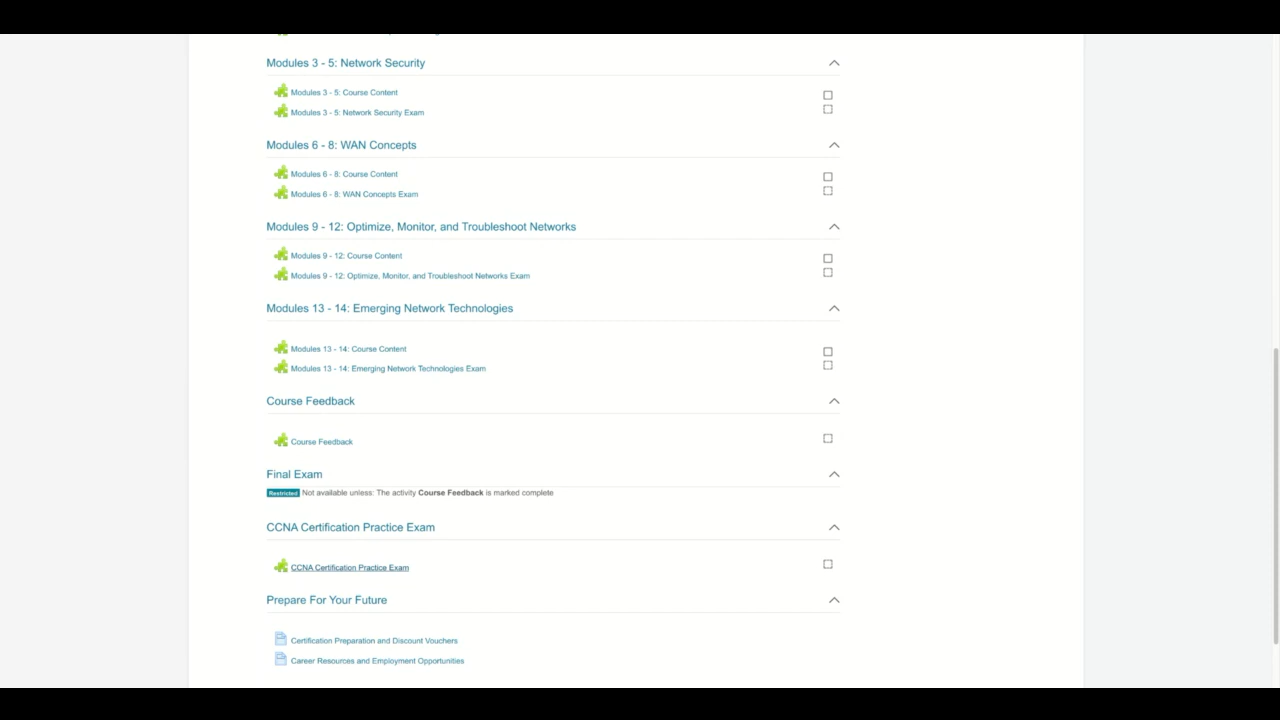 Modules 3 - 5: Network Security
Modules 3 - 5: Course Content
Modules 3 - 5: Network Security Exam
Modules 6 - 8: WAN Concepts
Modules 6 - 8: Course Content
Modules 6 - 8: WAN Concepts Exam
Modules 9 - 12: Optimize, Monitor, and Troubleshoot Networks
Modules 9 - 12: Course Content
Modules 9 - 12: Optimize, Monitor, and Troubleshoot Networks Exam
Modules 13 - 14: Emerging Network Technologies
Modules 13 - 14: Course Content
Modules 13 - 14: Emerging Network Technologies Exam
Course Feedback
Course Feedback
Final Exam
Restricted Not available unless: The activity Course Feedback is marked complete
CCNA Certification Practice Exam
CCNA Certification Practice Exam
Prepare For Your Future
Certification Preparation and Discount Vouchers
Career Resources and Employment Opportunities